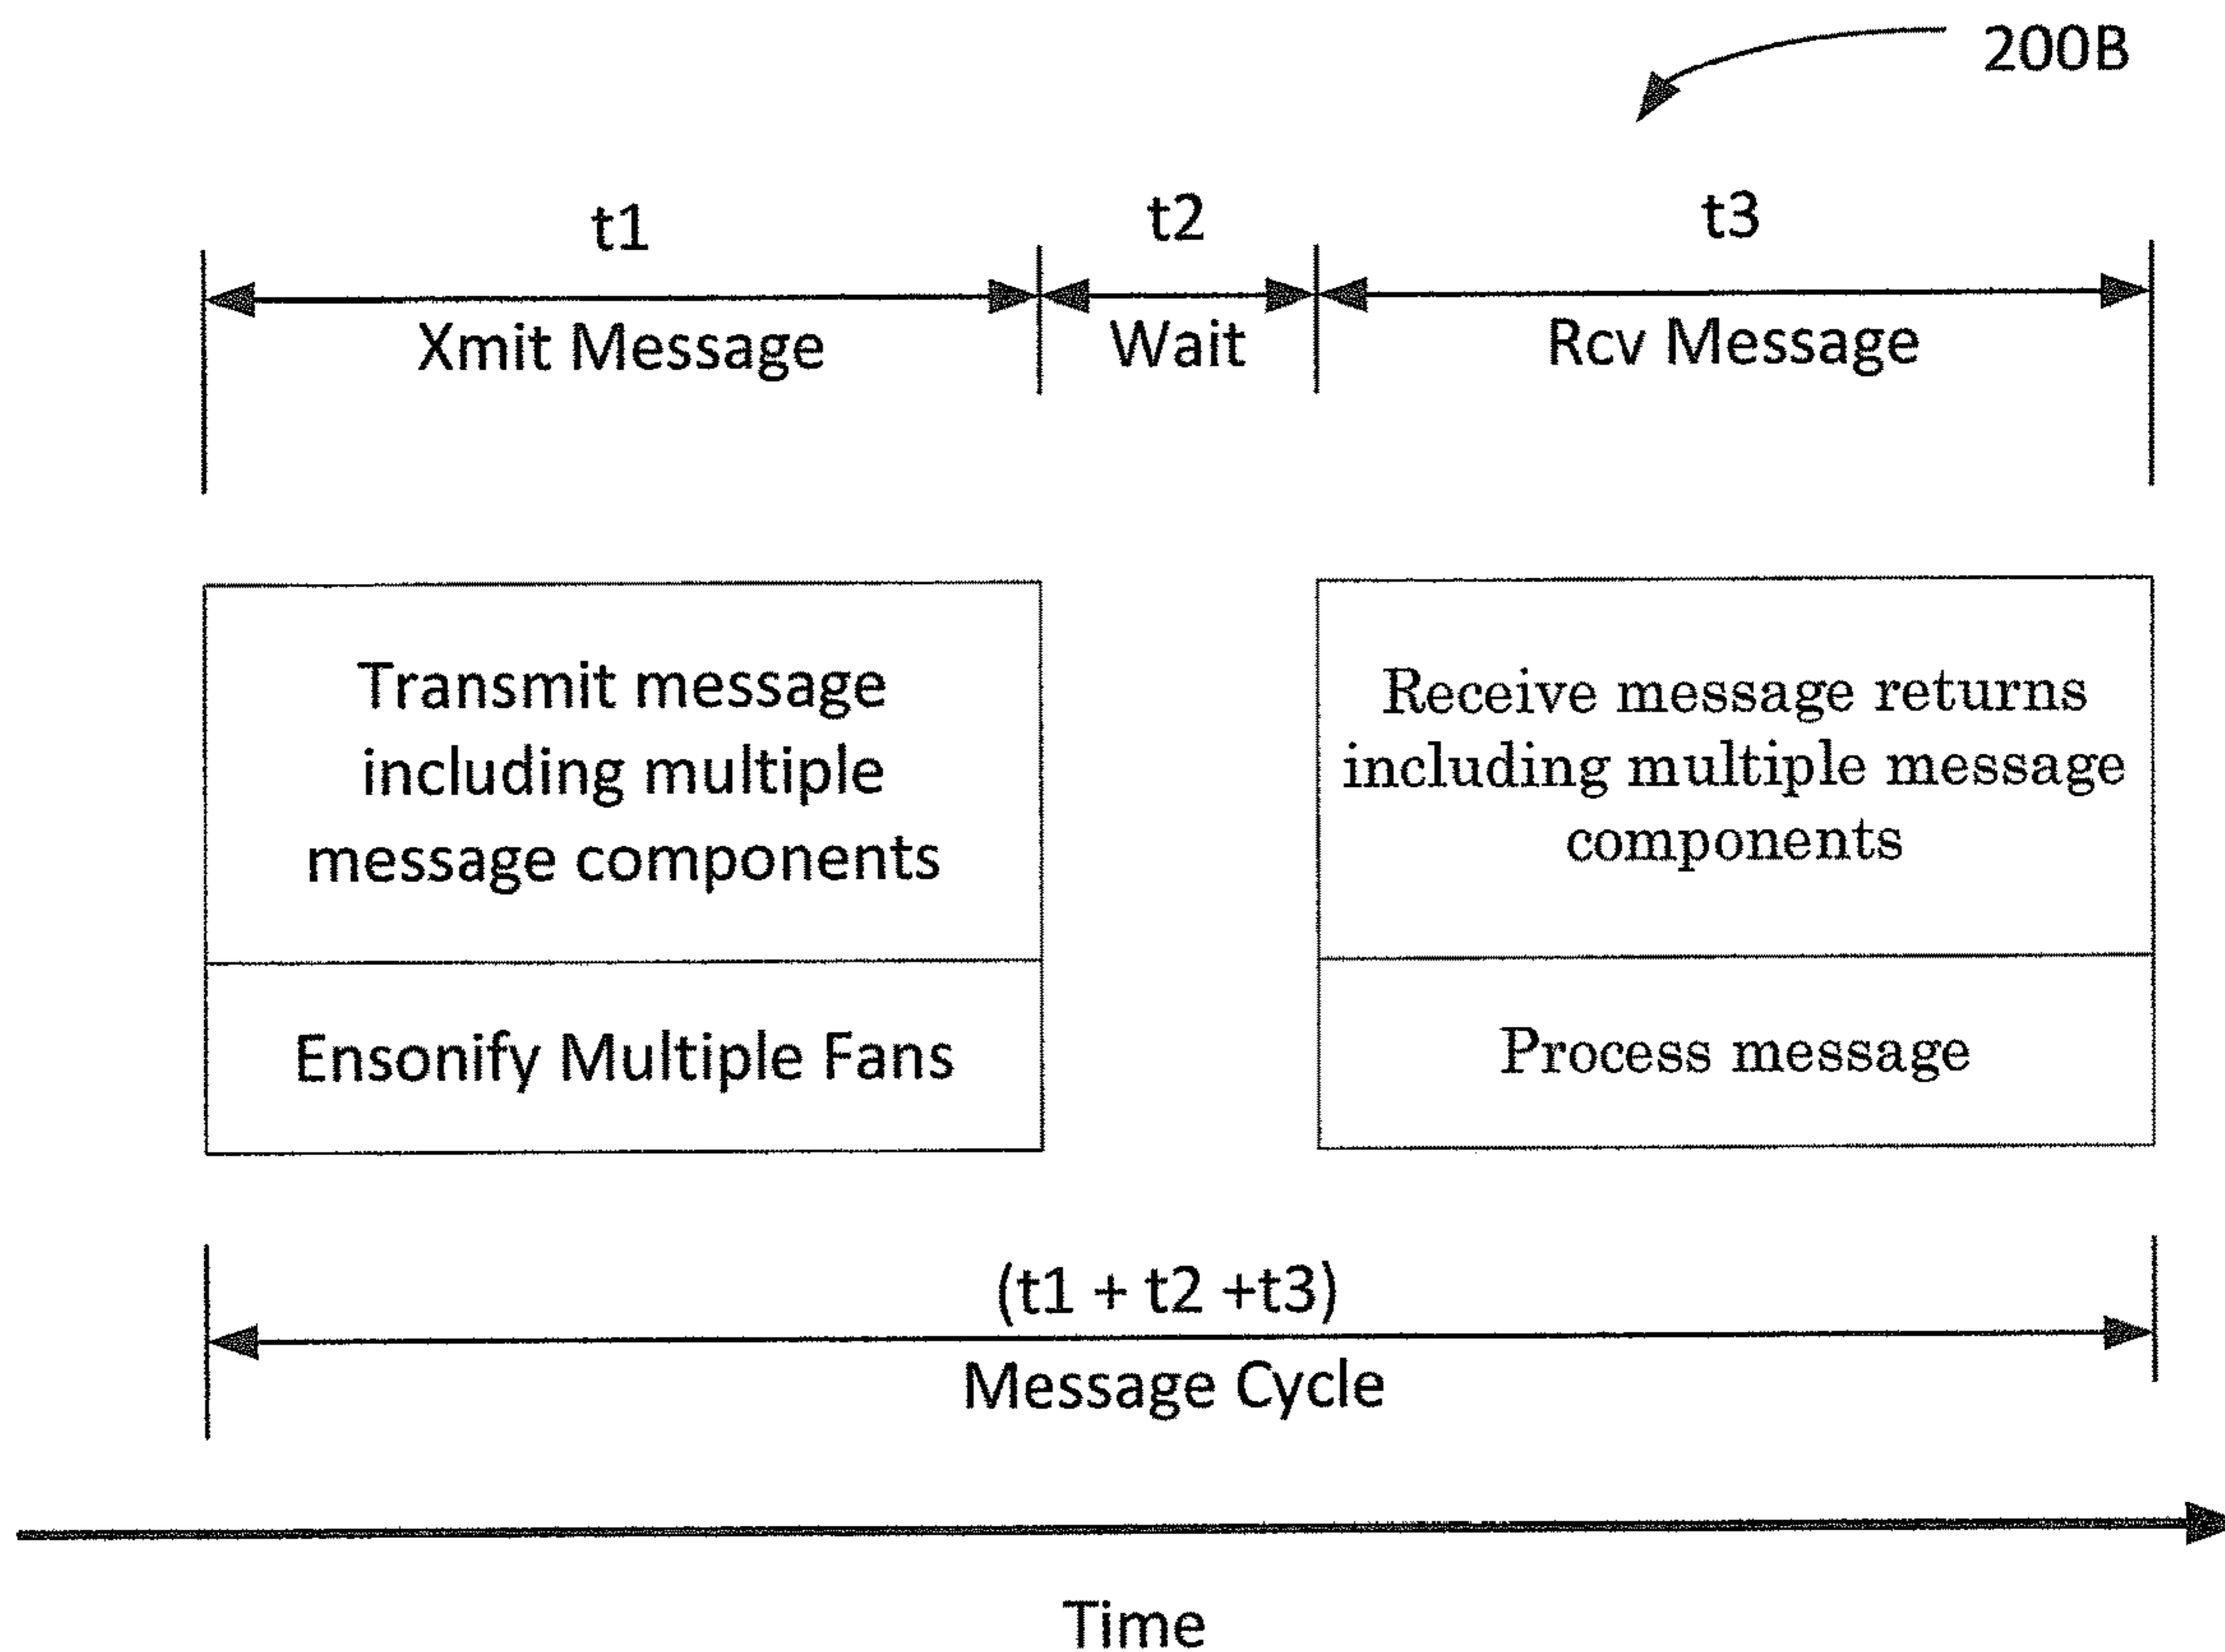 200B
t1
t2
t3
Xmit Message
Wait
Rcv Message
Transmit message
including multiple
message components
Ensonify Multiple Fans
Receive message returns
including multiple message
components
Process message
(t1 + t2 +t3)
Message Cycle
Time